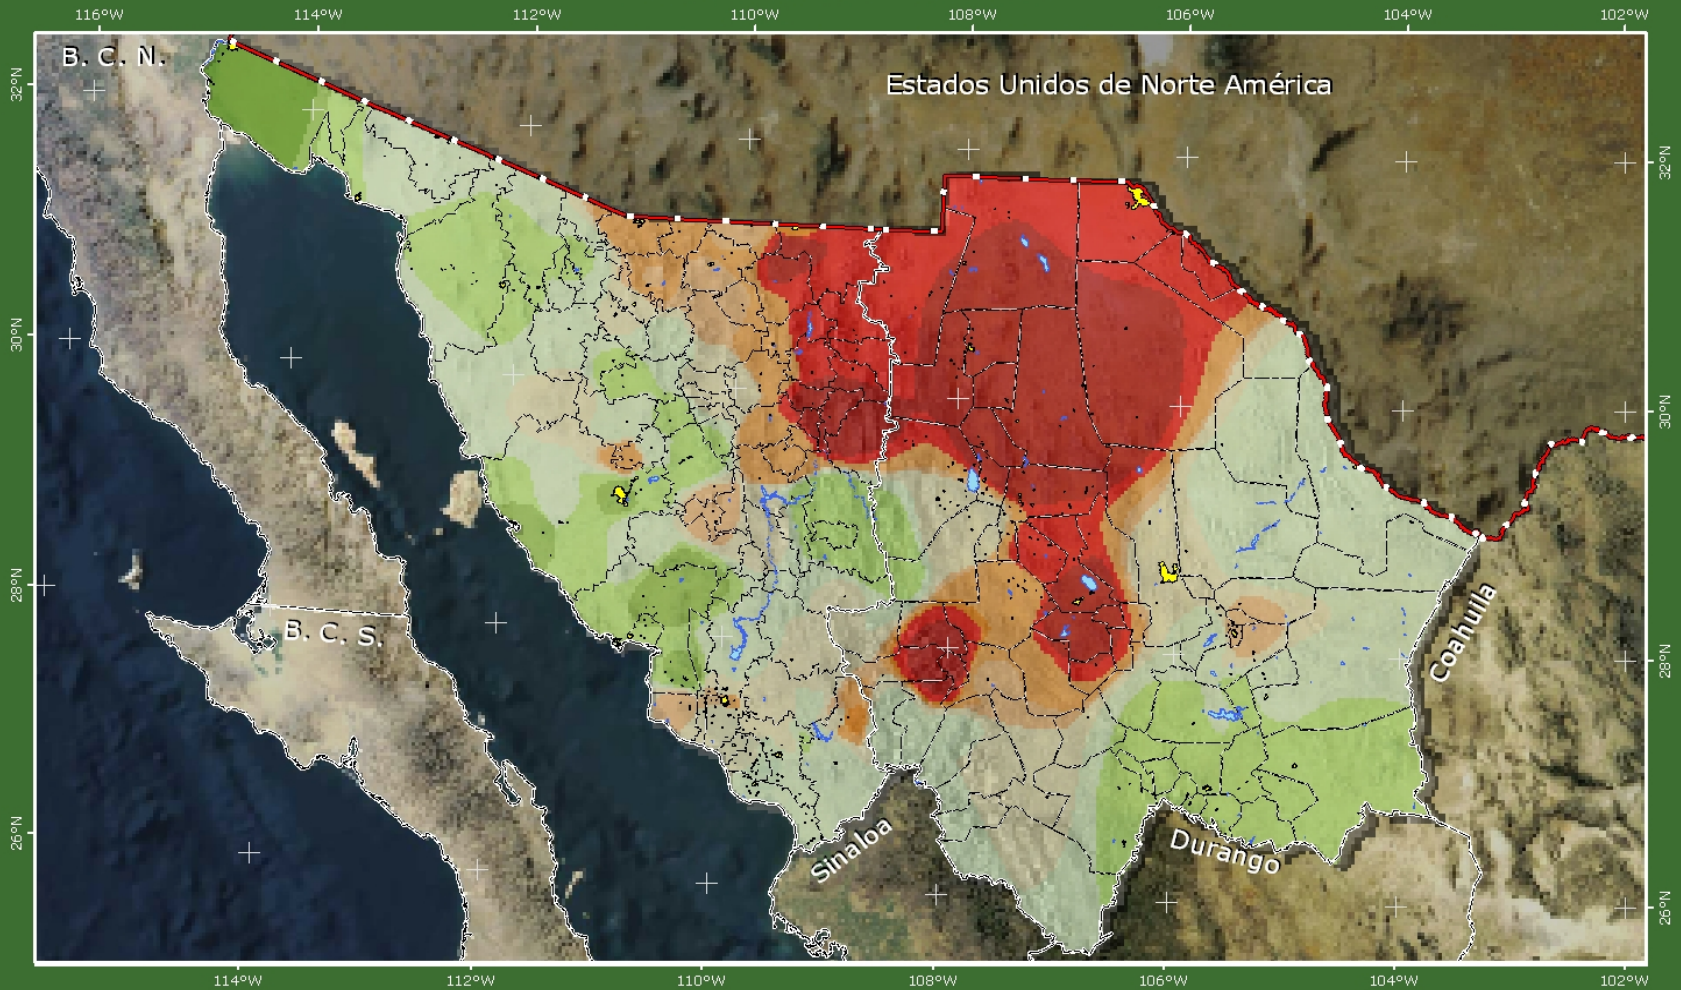 116°W 114°W 112°W 110°W 108°W 106°W 104°W 102°W
B. C. N.
Estados Unidos de Norte América
32°N
32°N
30°N
30°N
28°N
28°N
26°N
26°N
B. C. S.
Coahuila
Sinaloa
Durango
114°W 112°W 110°W 108°W 106°W 104°W 102°W